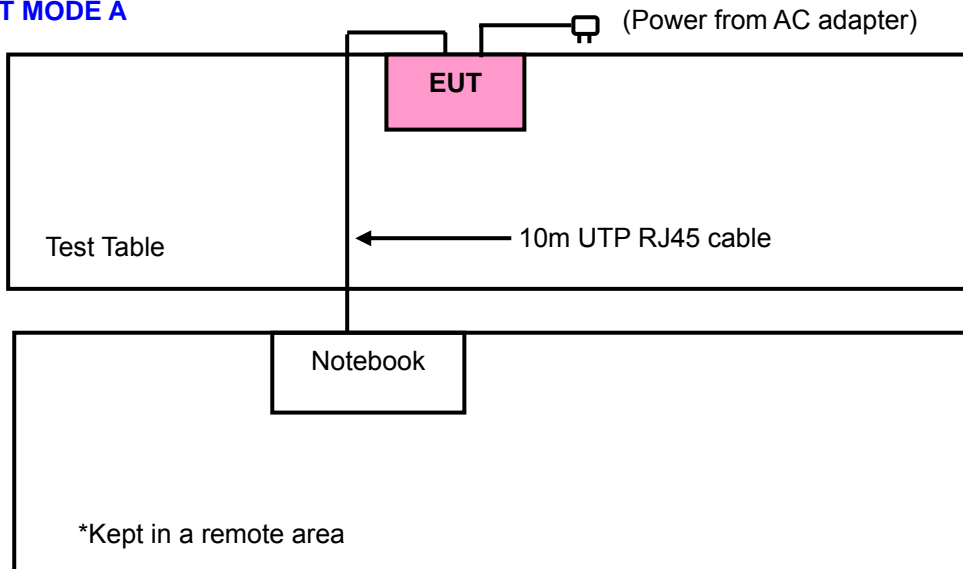 T MODE A
(Power from AC adapter)
EUT
10m UTP RJ45 cable
Test Table
Notebook
*Kept in a remote area